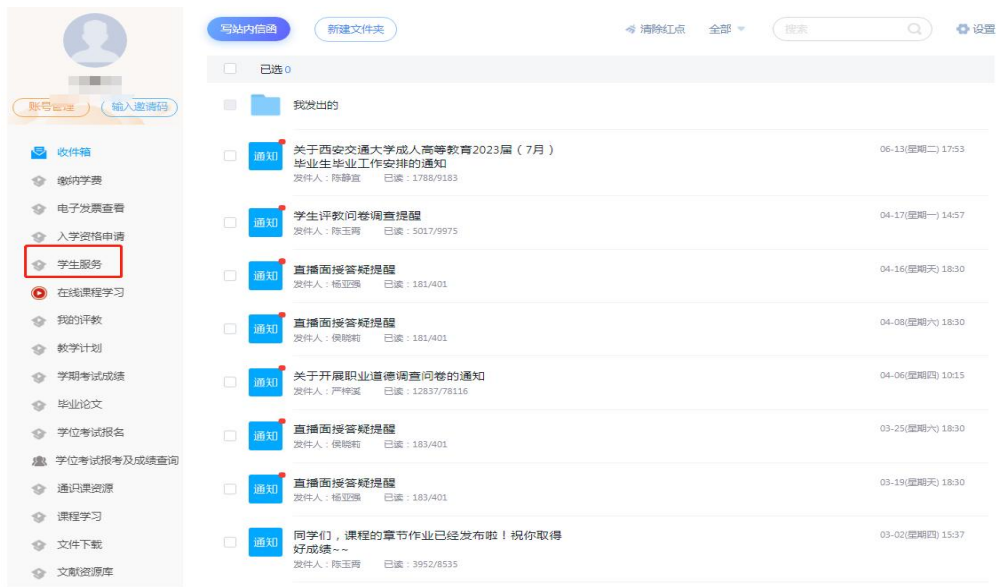 写站内信函
新建文件夹
清除红点
全部
搜索
设置
账号管理
输入邀请码
已选 0
收件箱
缴纳学费
电子发票查看
入学资格申请
学生服务
在线课程学习
我的评教
教学计划
学期考试成绩
毕业论文
学位考试报名
学位考试报考及成绩查询
通识课资源
课程学习
文件下载
文献资源库
我发出的
通知
关于西安交通大学成人高等教育2023届（7月）
毕业生毕业工作安排的通知
发件人：陈静宜 已读：1788/9183
06-13(星期二) 17:53
通知
学生评教问卷调查提醒
发件人：陈玉霄 已读：5017/9975
04-17(星期一) 14:57
通知
直播面授答疑提醒
发件人：杨亚强 已读：181/401
04-16(星期天) 18:30
通知
直播面授答疑提醒
发件人：侯晓莉 已读：181/401
04-08(星期六) 18:30
通知
关于开展职业道德调查问卷的通知
发件人：严梓溪 已读：12837/78116
04-06(星期四) 10:15
通知
直播面授答疑提醒
发件人：侯晓莉 已读：183/401
03-25(星期六) 18:30
通知
直播面授答疑提醒
发件人：杨亚强 已读：183/401
03-19(星期天) 18:30
通知
同学们，课程的章节作业已经发布啦！祝你取得
好成绩~~
发件人：陈玉霄 已读：3952/8535
03-02(星期四) 15:37